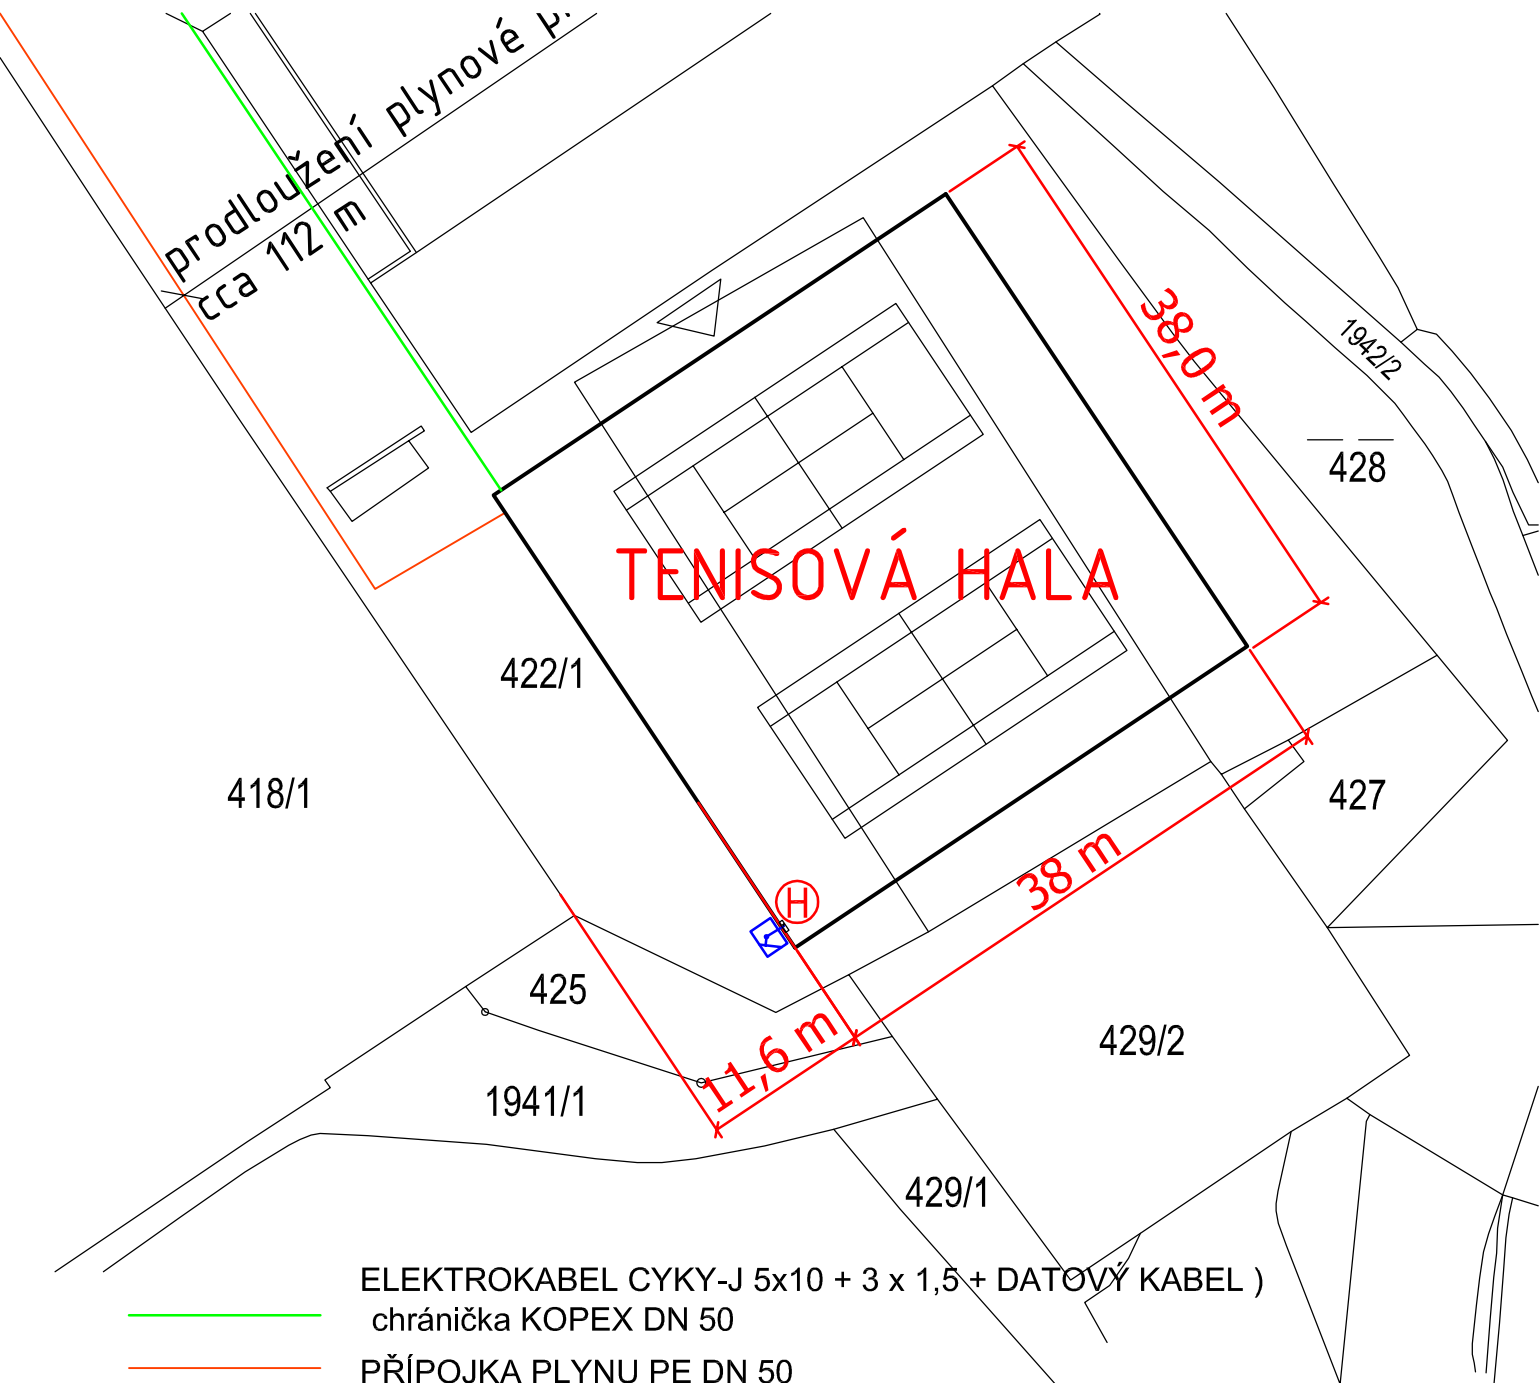 prodloužení plynové
cca 112 m
38,0 m
1942/2
428
TENISOVÁ HALA
422/1
418/1
427
38 m
H
425
11,6 m
429/2
1941/1
429/1
ELEKTROKABEL CYKY-J 5x10 + 3 x 1,5 + DATOVÝ KABEL )
chránička KOPEX DN 50
PŘÍPOJKA PLYNU PE DN 50